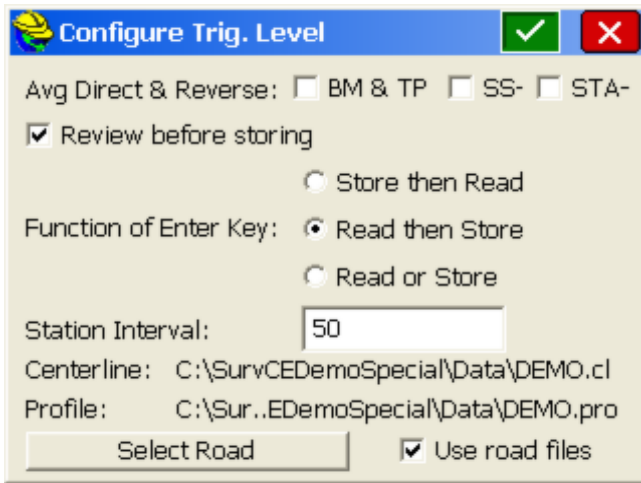 Configure Trig. Level
Avg Direct & Reverse: BM & TP SS- STA-
Review before storing
Store then Read
Function of Enter Key: Read then Store
Read or Store
Station Interval: 50
Centerline: C:\SurvCEDemoSpecial\Data\DEMO.cl
Profile: C:\Sur..EDemoSpecial\Data\DEMO.pro
Select Road Use road files